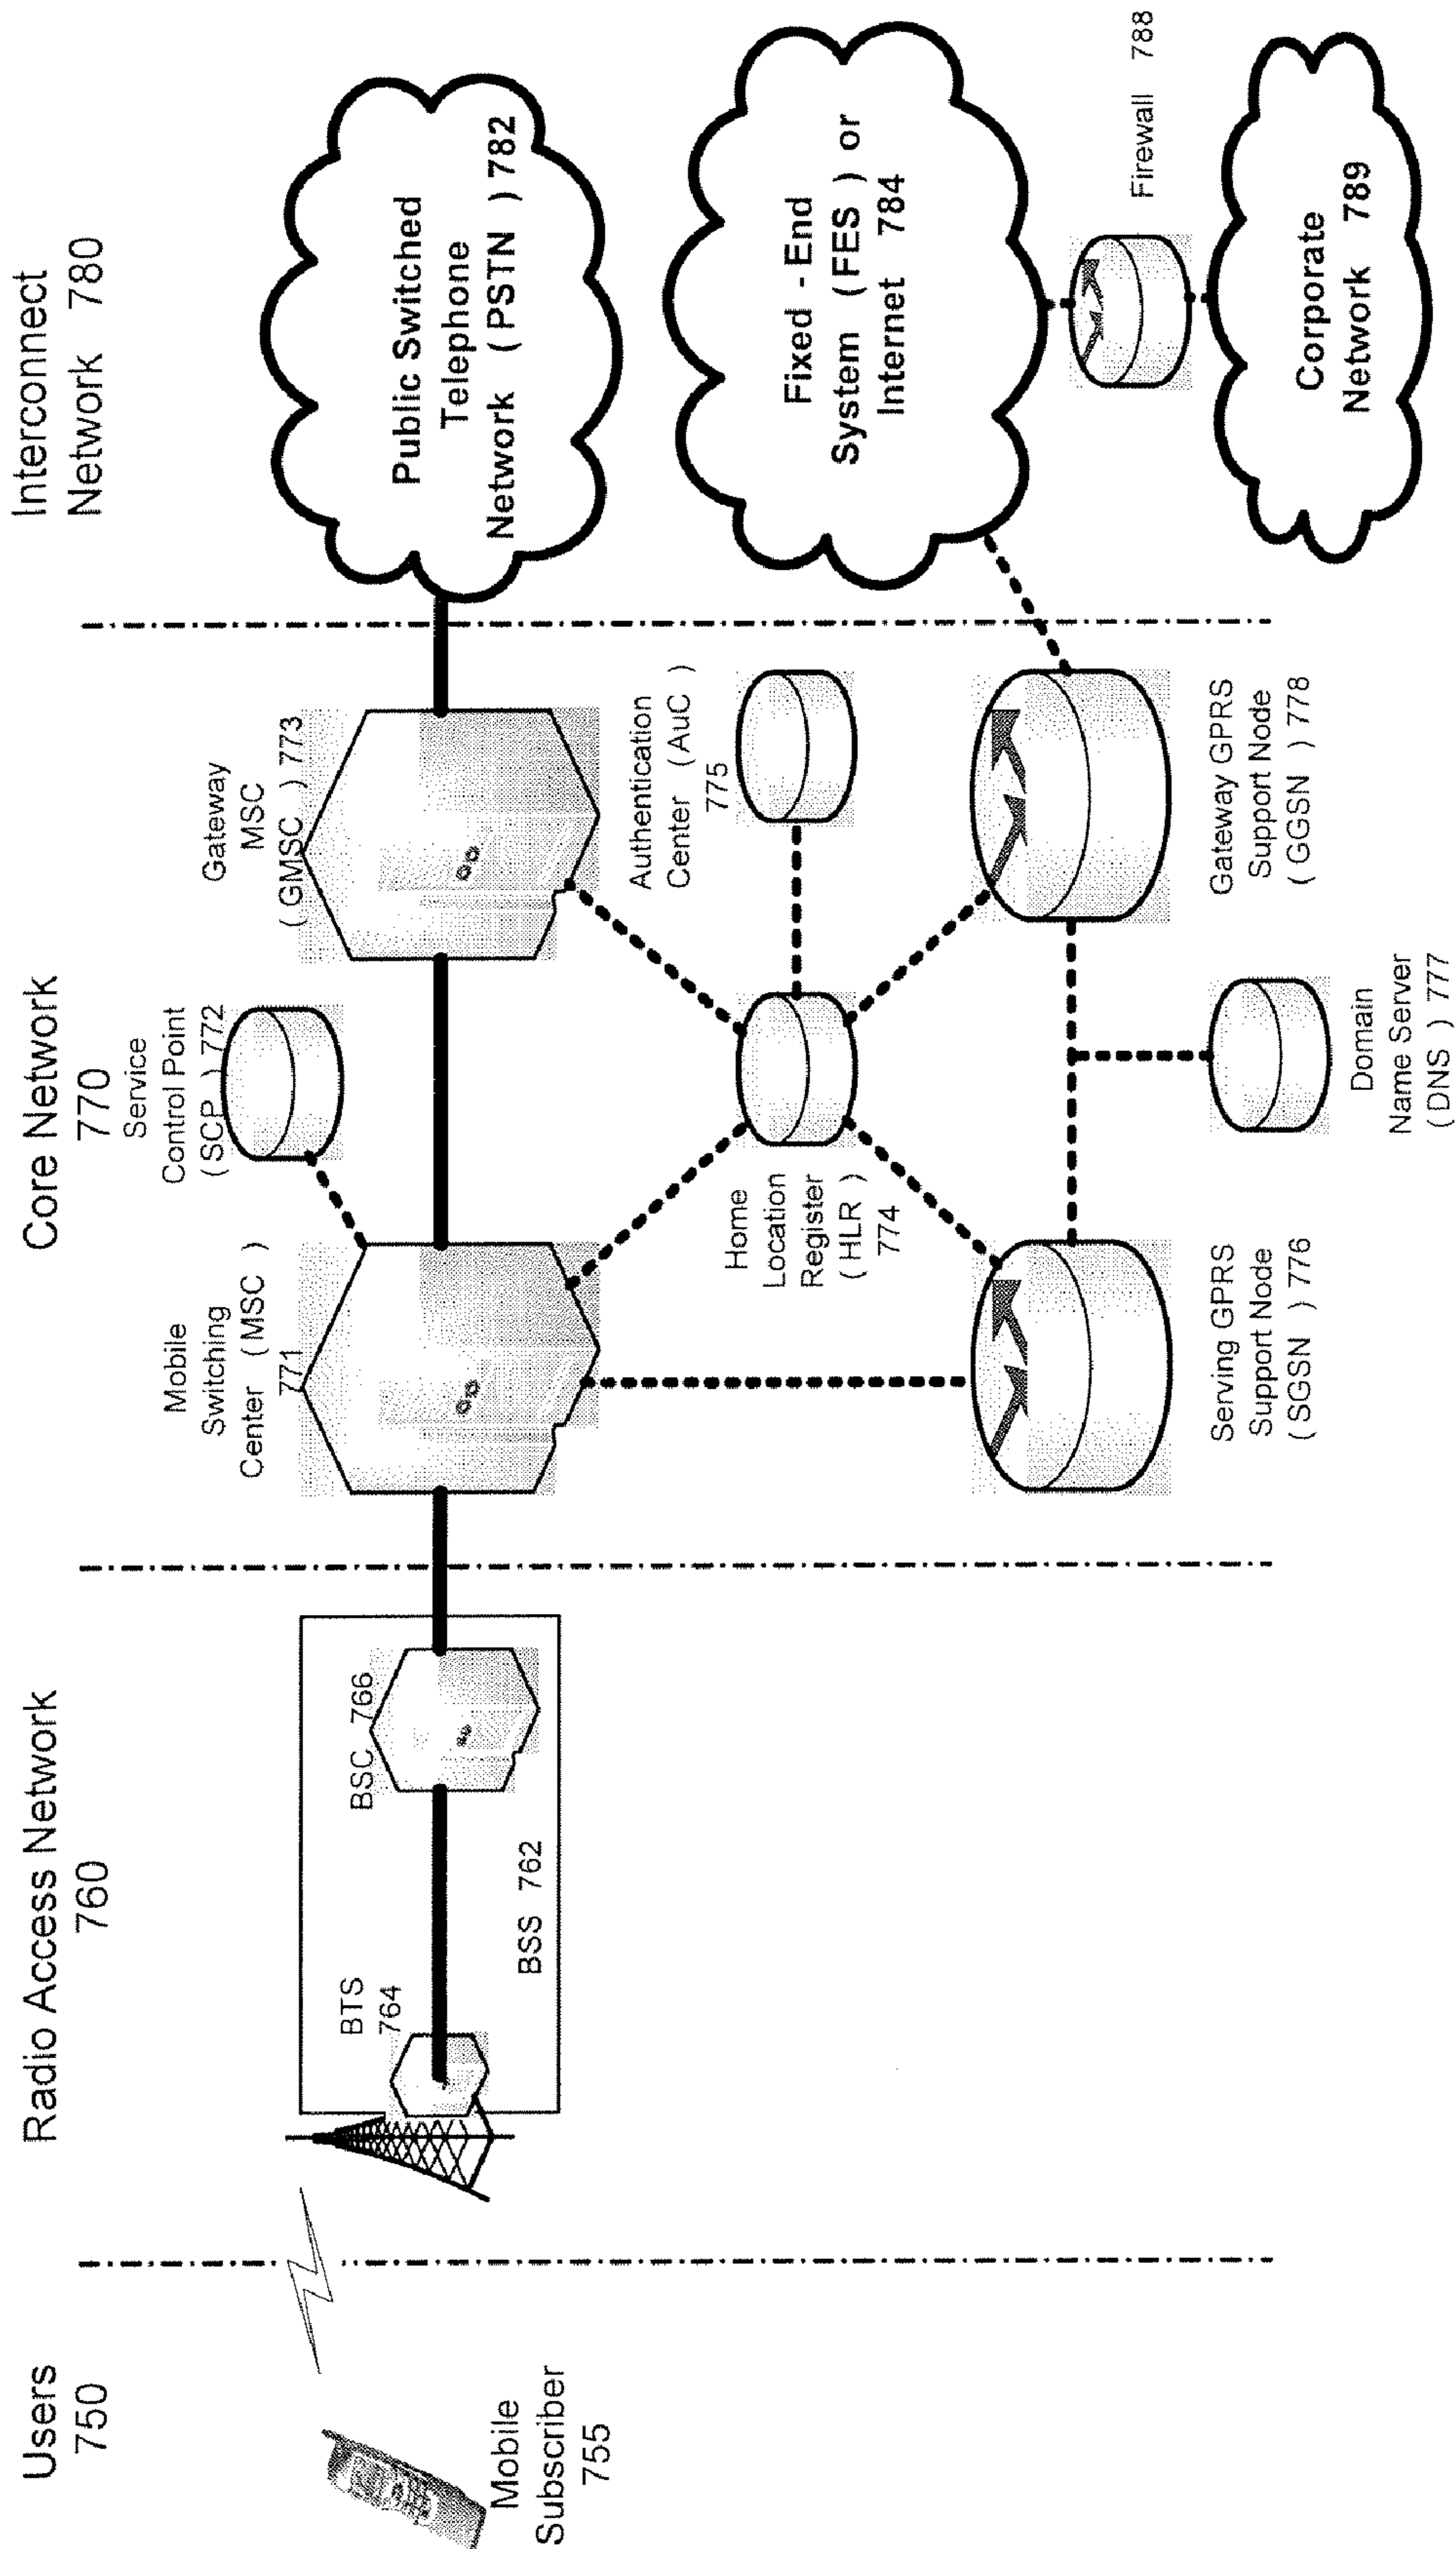 Users
750
Radio Access Network
760
Core Network
770
Interconnect
Network 780
Mobile
Subscriber
755
BTS
764
BSC 766
BSS 762
Mobile
Switching
Center (MSC )
771
Service
Control Point
(SCP ) 772
Gateway
MSC
( GMSC ) 773
Home
Location
Register
( HLR )
774
Authentication
Center (AuC )
775
Serving GPRS
Support Node
( SGSN ) 776
Domain
Name Server
( DNS ) 777
Gateway GPRS
Support Node
( GGSN ) 778
Public Switched
Telephone
Network ( PSTN ) 782
Fixed - End
System (FES ) or
Internet 784
Firewall 788
Corporate
Network 789